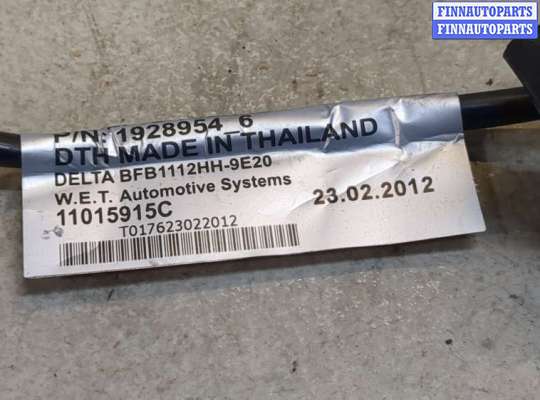 FINNAUTOPARTS
FINNAUTOPARTS
P/N: 1928954_6
DTH MADE IN THAILAND
DELTA BFB1112HH-9E20
W.E.T. Automotive Systems
11015915C
23.02.2012
T017623022012